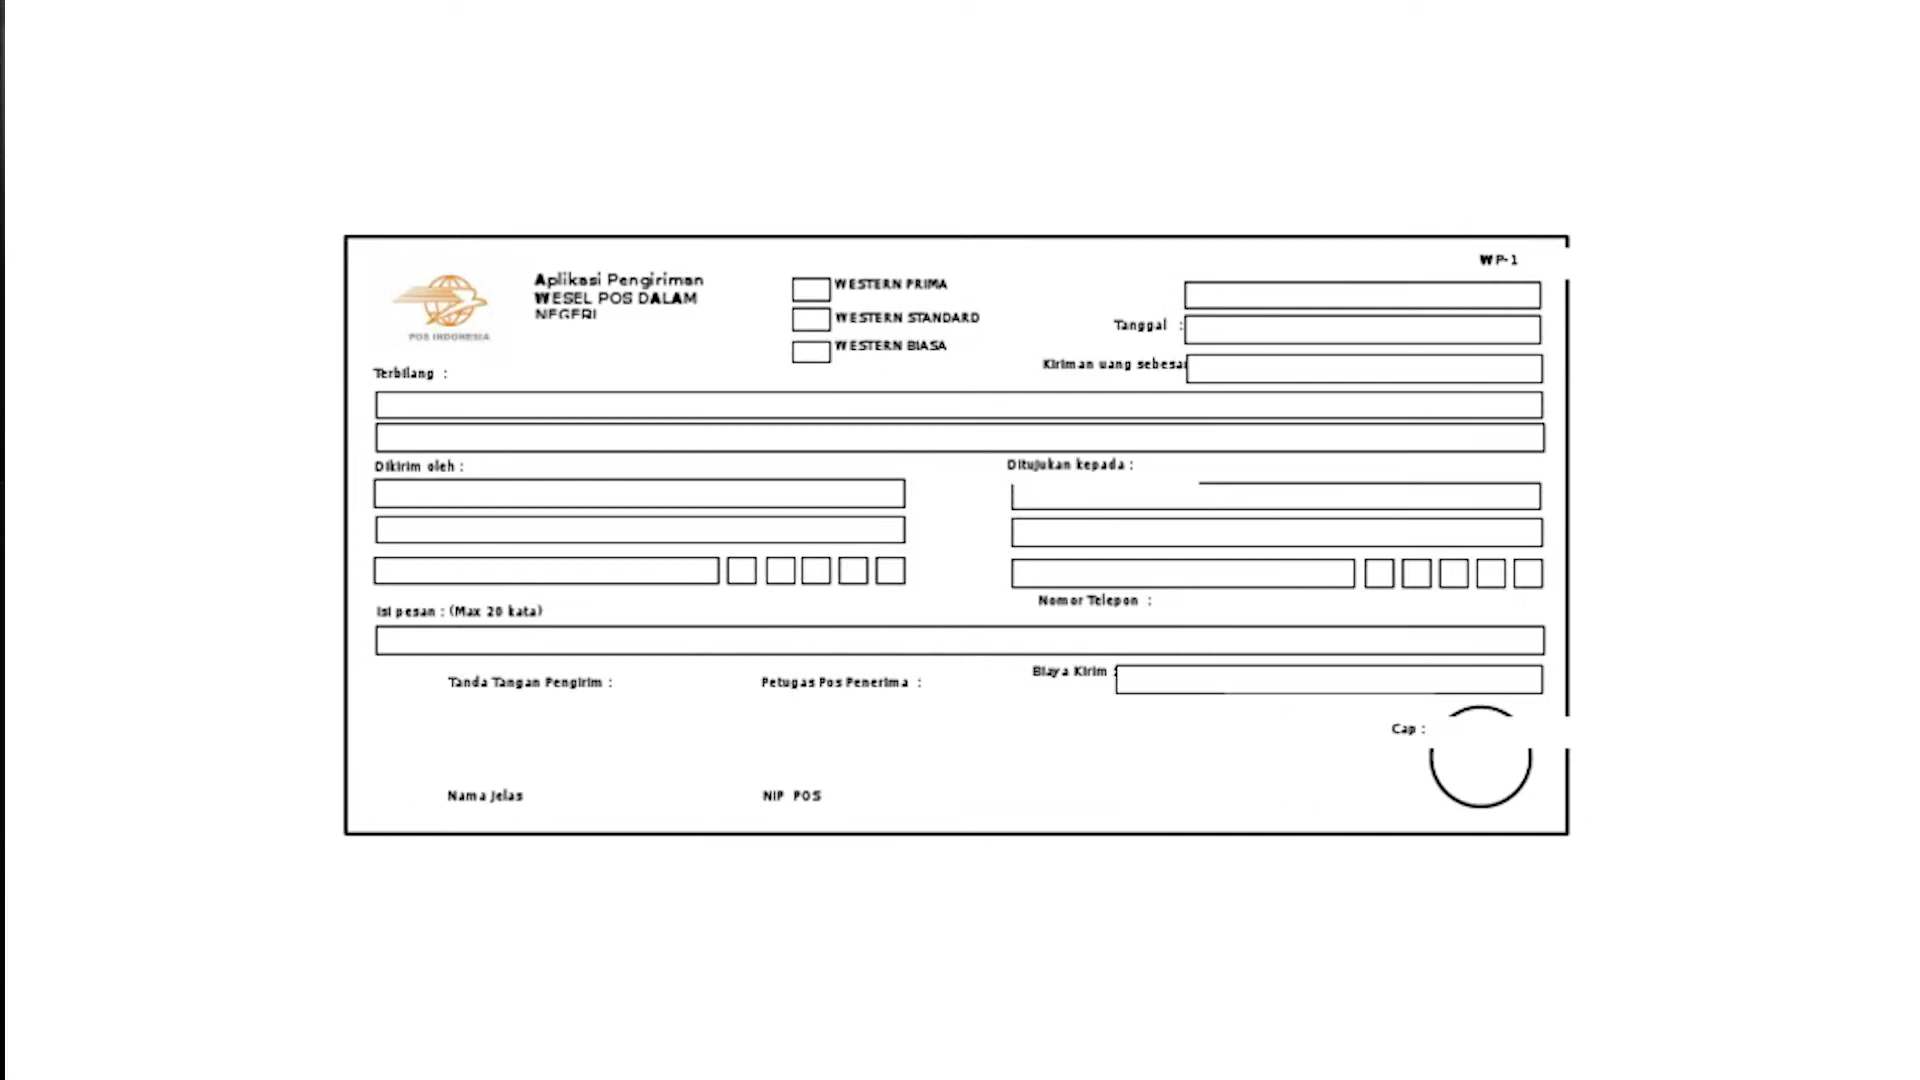 WP-1
Aplikasi Pengiriman
WESEL POS DALAM
NEGERI
POS INDONESIA
WESTERN PRIMA
WESTERN STANDARD
WESTERN BIASA
Tanggal :
Kiriman uang sebesar
Terbilang :
Dikirim oleh :
Ditujukan kepada :
Nomor Telepon :
Isi pesan : (Max 20 kata)
Biaya Kirim :
Tanda Tangan Pengirim :
Petugas Pos Penerima :
Cap :
Nama Jelas
NIP POS